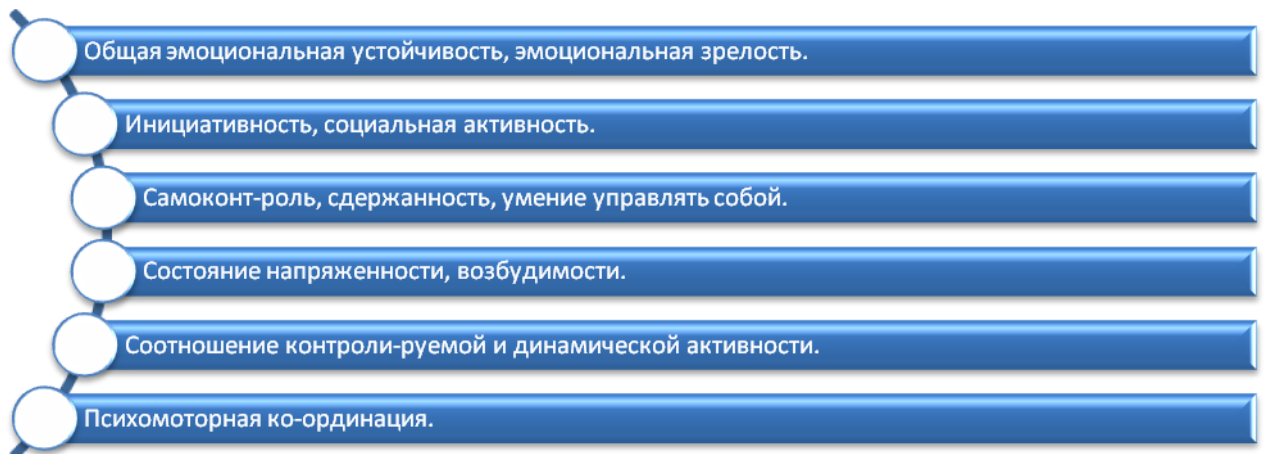 Общая эмоциональная устойчивость, эмоциональная зрелость.
Инициативность, социальная активность.
Самоконт-роль, сдержанность, умение управлять собой.
Состояние напряженности, возбудимости.
Соотношение контроли-руемой и динамической активности.
Психомоторная ко-ординация.